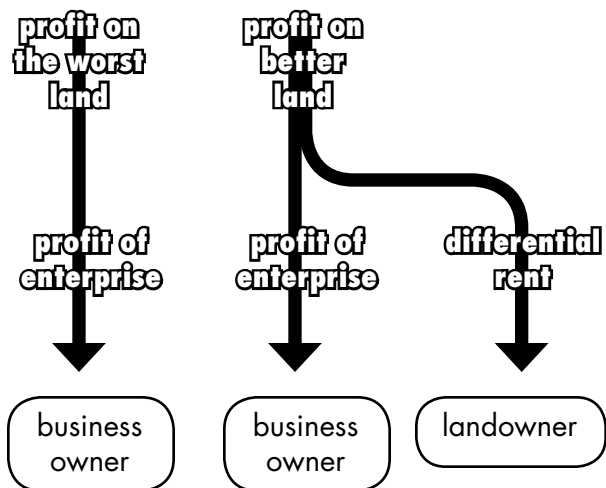 profit on
the worst
land
profit on
better
land
profit of
enterprise
profit of
enterprise
differential
rent
business
owner
business
owner
landowner